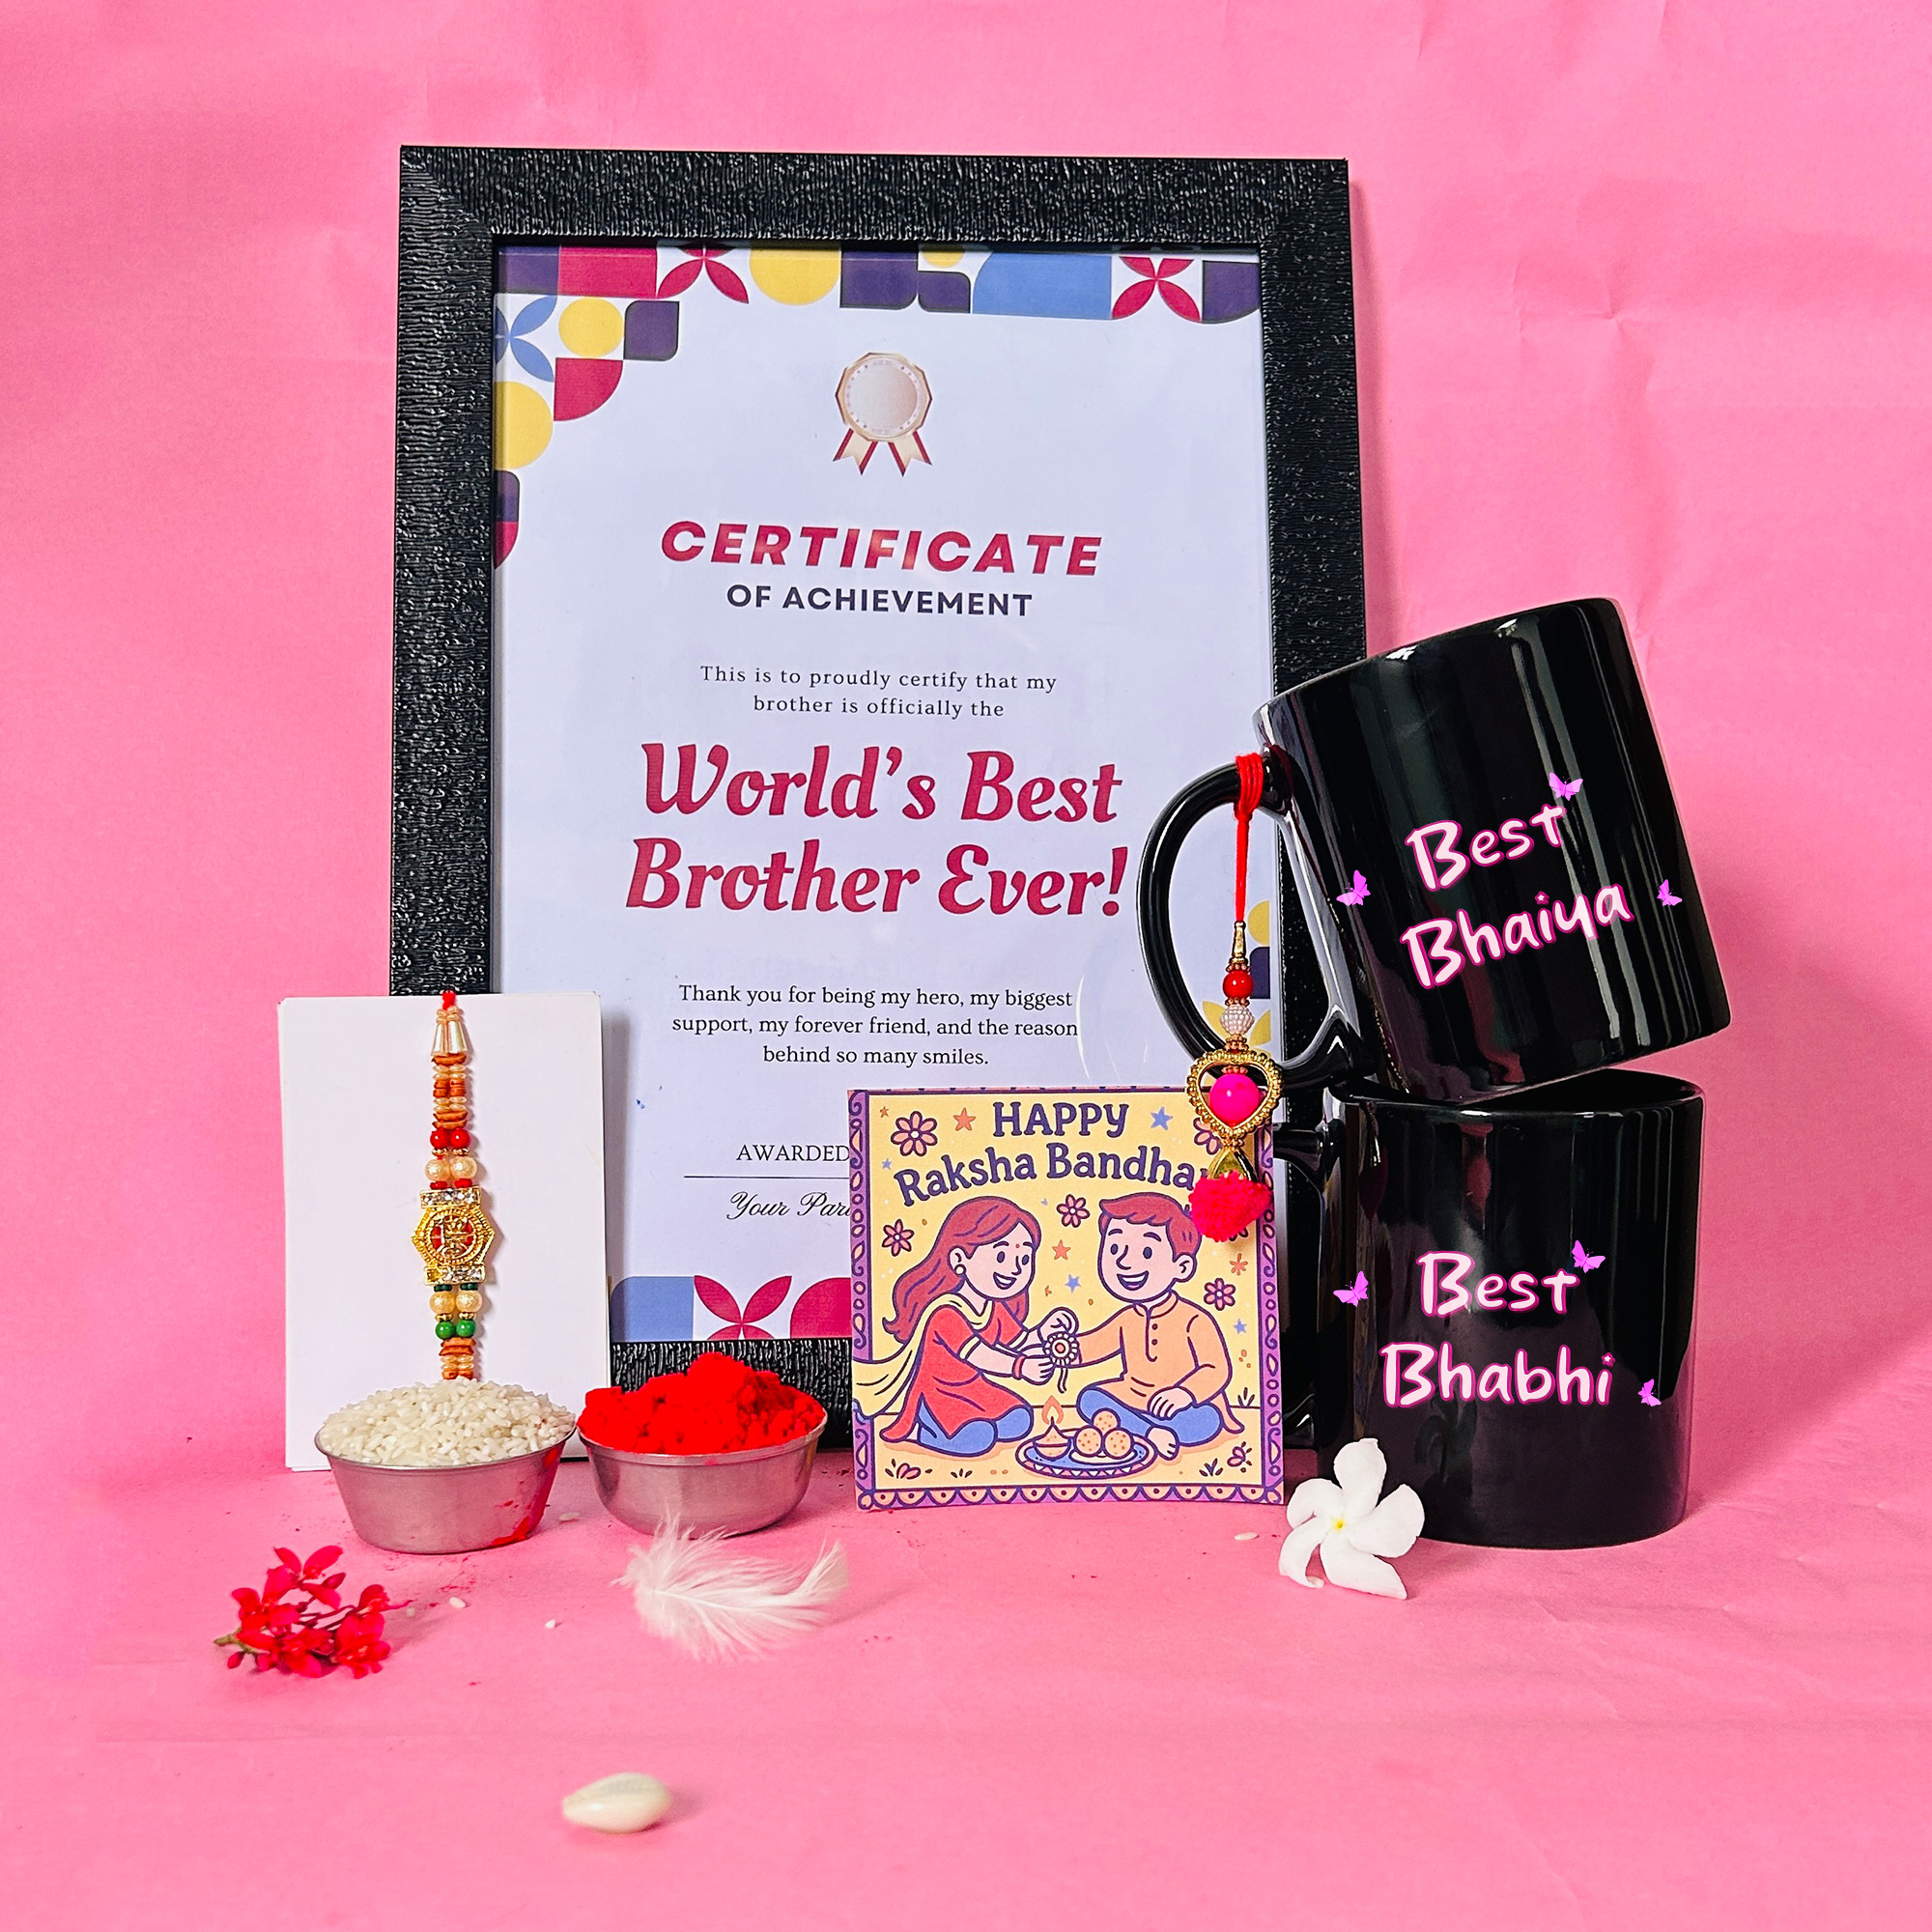 CERTIFICATE
OF ACHIEVEMENT
This is to proudly certify that my
brother is officially the
World's Best
Brother Ever!
Thank you for being my hero, my biggest
support, my forever friend, and the reason
behind so many smiles.
AWARDED
Your
HAPPY
Raksha
Best
Bhaiya
Best
Bhabhi